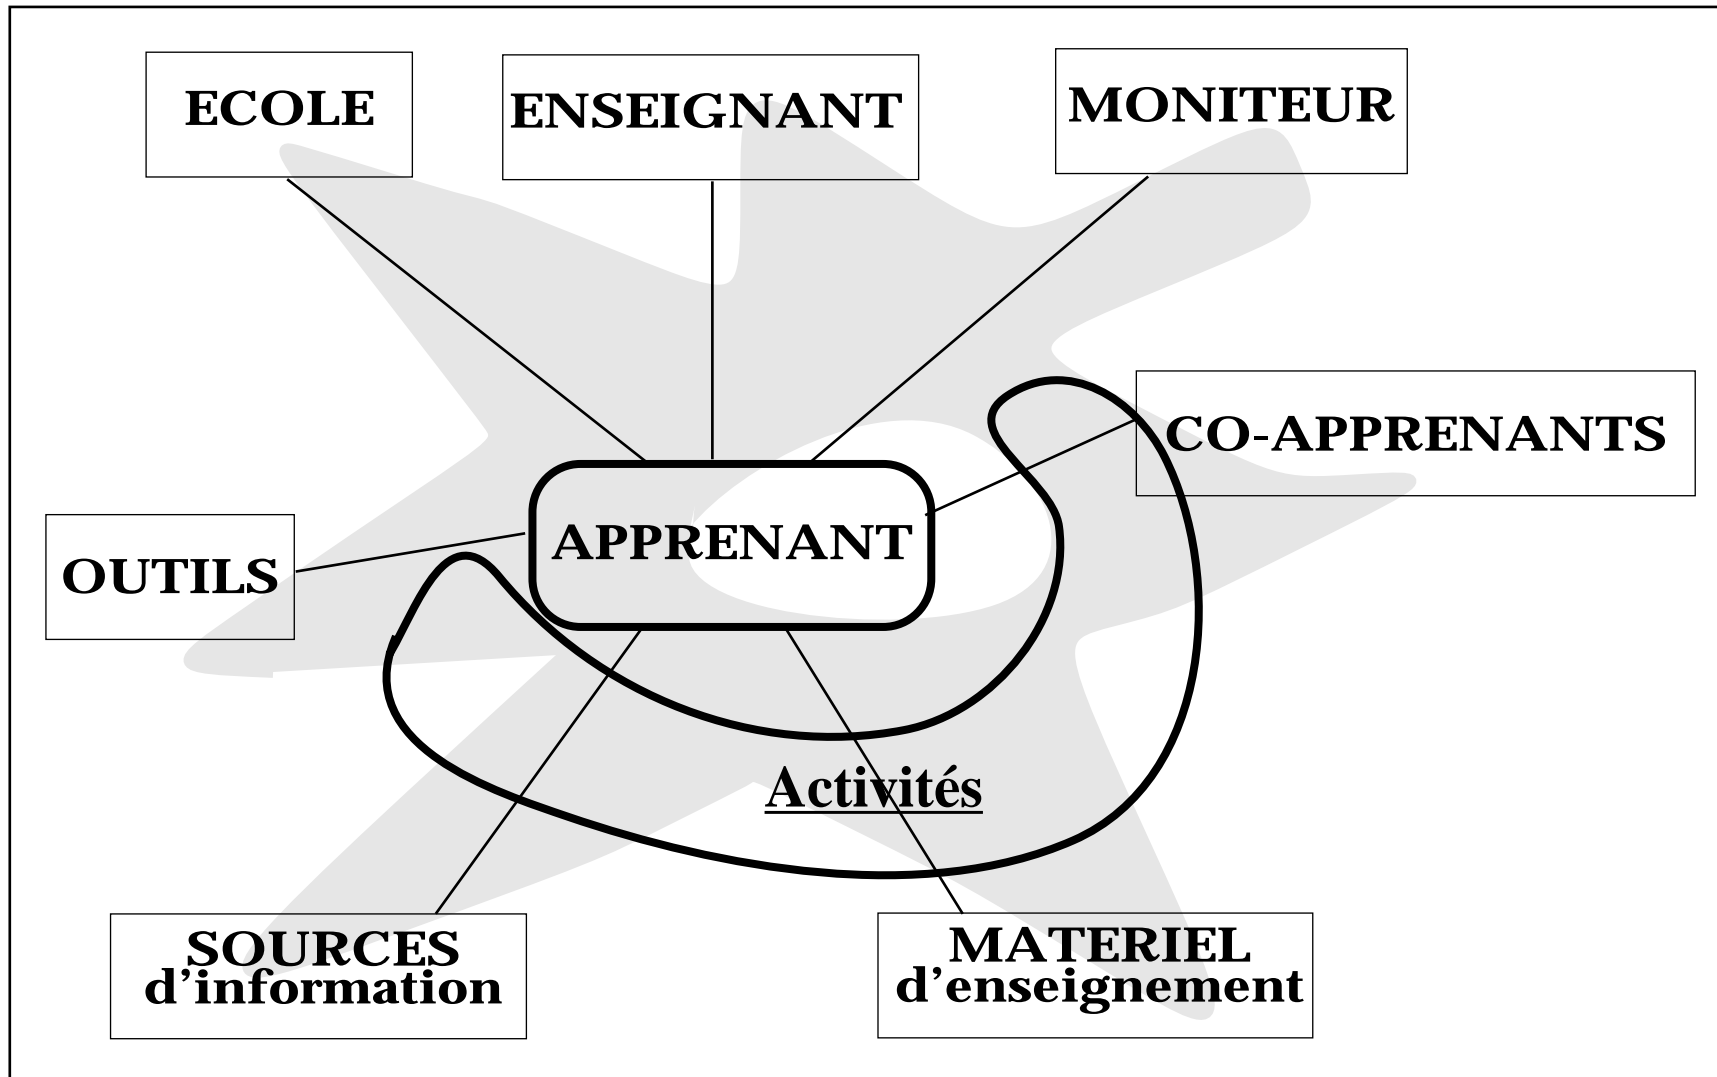 ECOLE
ENSEIGNANT
MONITEUR
CO-APPRENANTS
APPRENANT
OUTILS
Activités
SOURCES
d'information
MATERIEL
d'enseignement